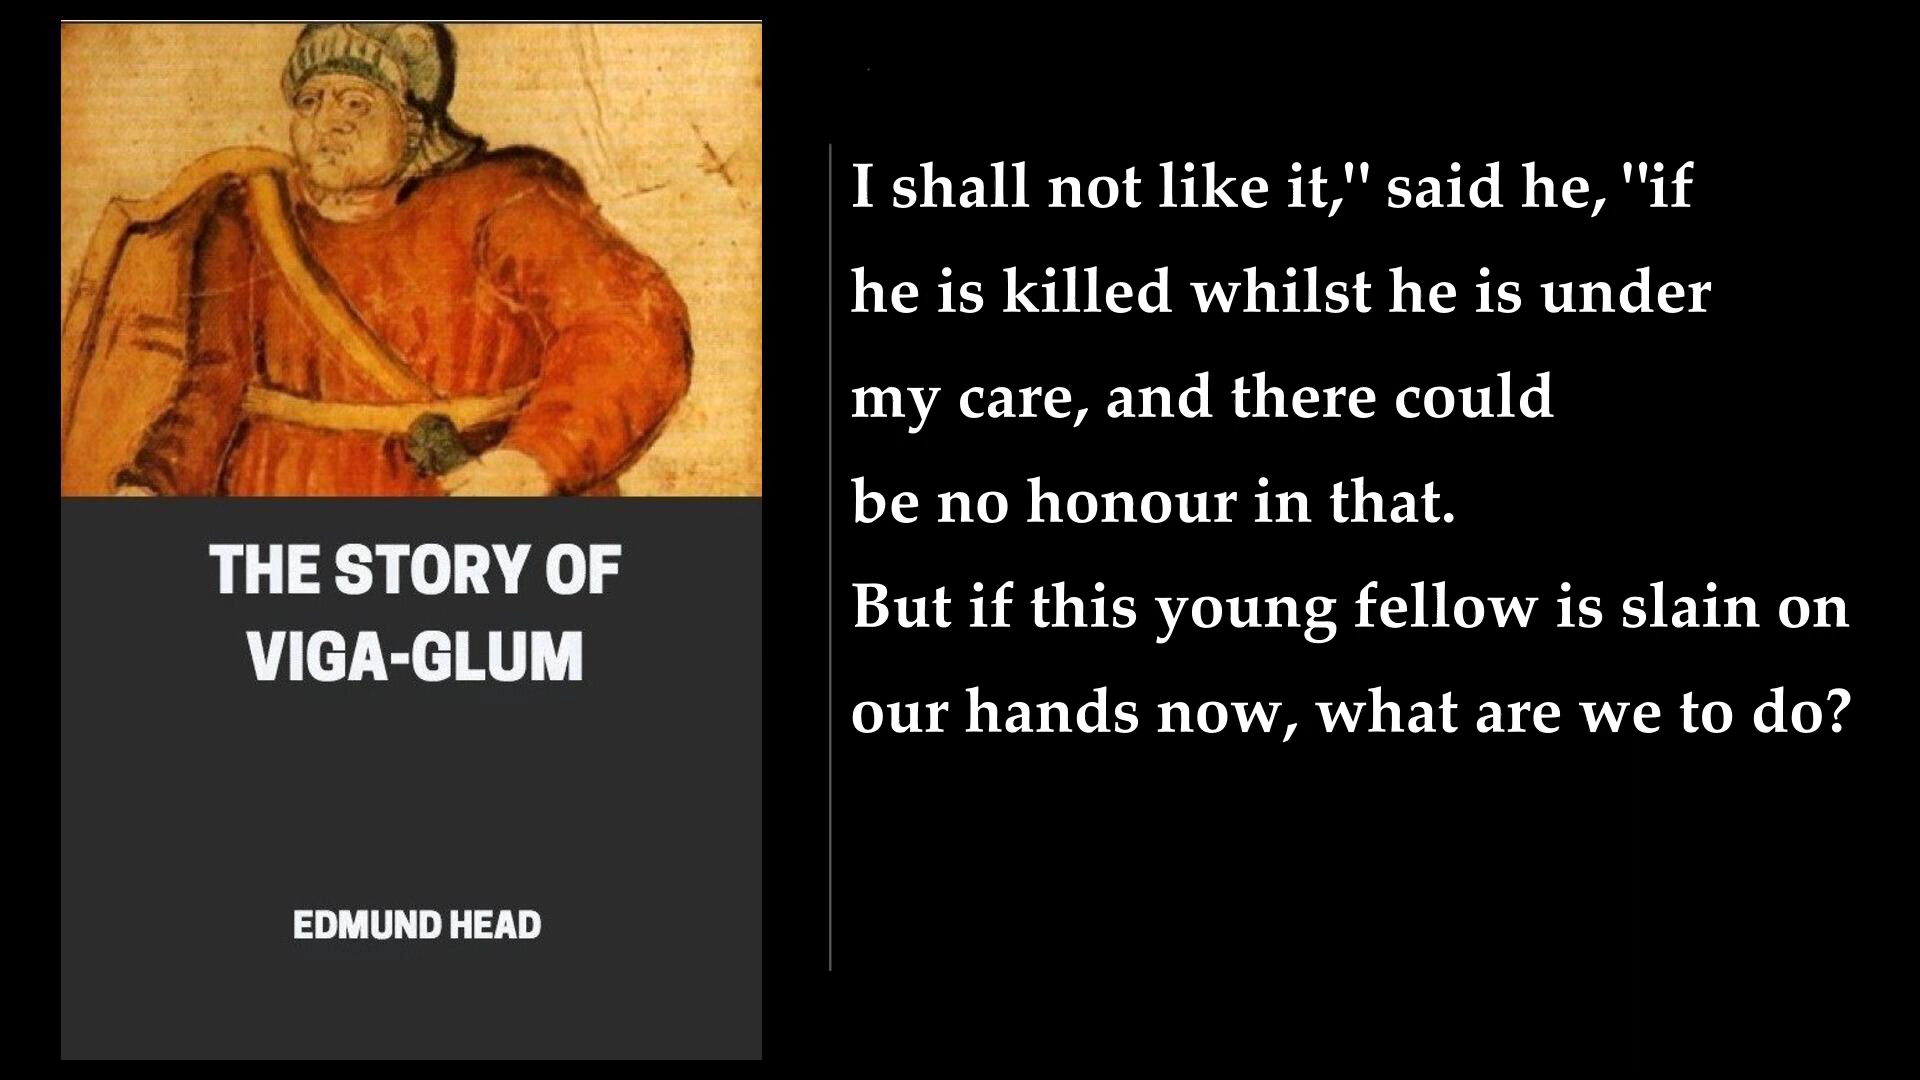 THE STORY OF
VIGA-GLUM
EDMUND HEAD
I shall not like it," said he, "if
he is killed whilst he is under
my care, and there could
be no honour in that.
But if this young fellow is slain on
our hands now, what are we to do?